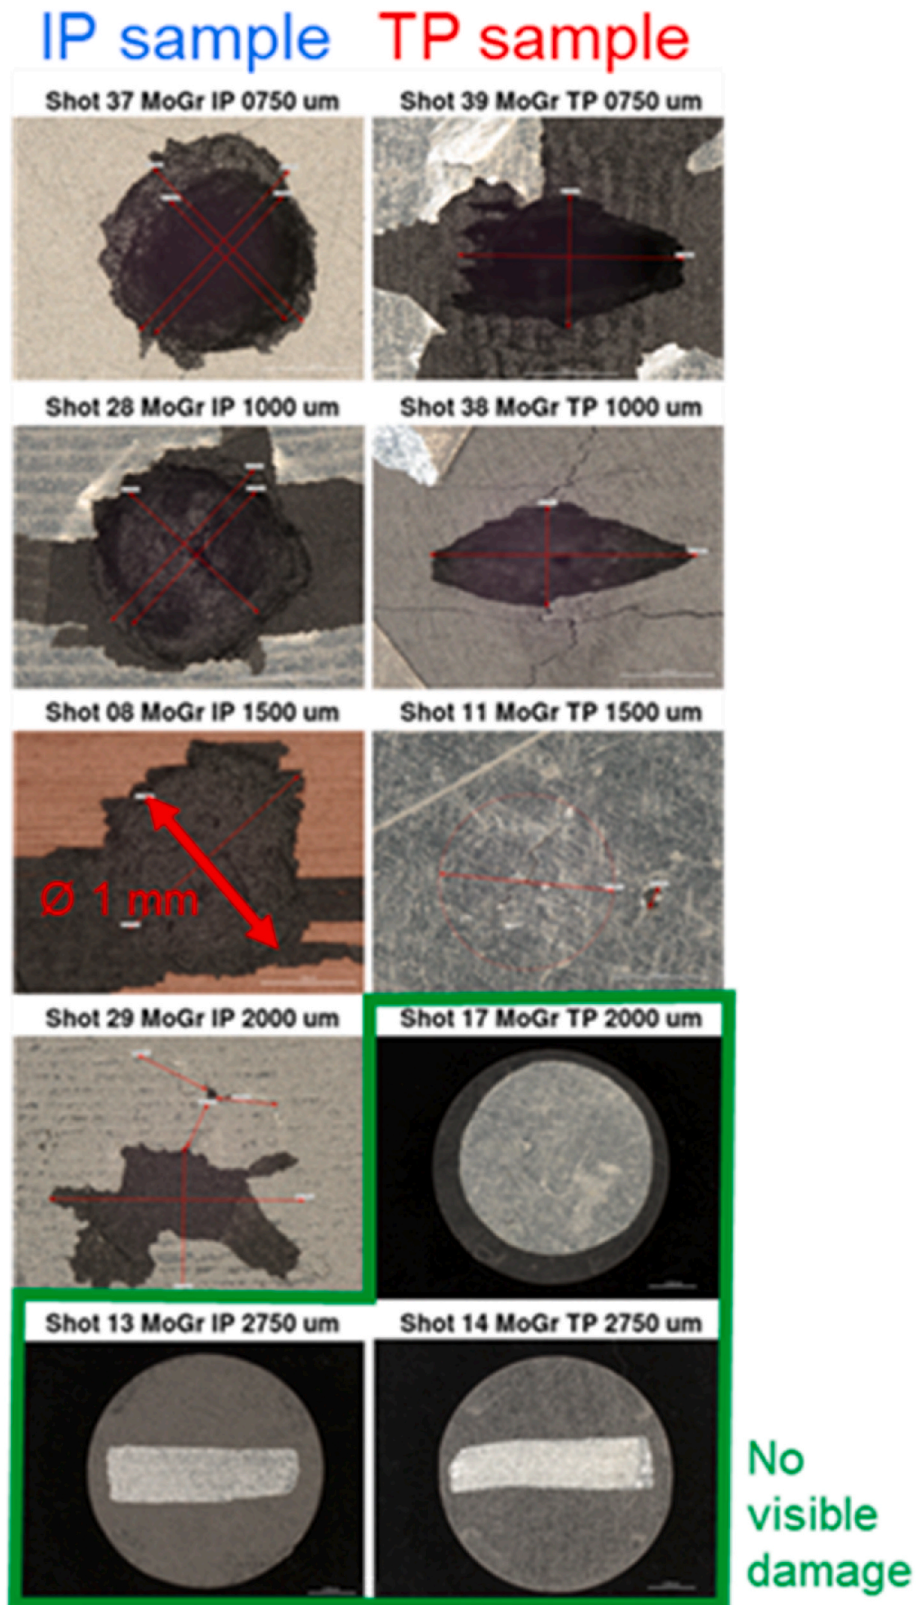 IP sample TP sample
Shot 37 MoGr IP 0750 um Shot 39 MoGr TP 0750 um
Shot 28 MoGr IP 1000 um Shot 38 MoGr TP 1000 um
Shot 08 MoGr IP 1500 um Shot 11 MoGr TP 1500 um
Ø 1 mm
Shot 29 MoGr IP 2000 um Shot 17 MoGr TP 2000 um
Shot 13 MoGr IP 2750 um Shot 14 MoGr TP 2750 um
No
visible
damage